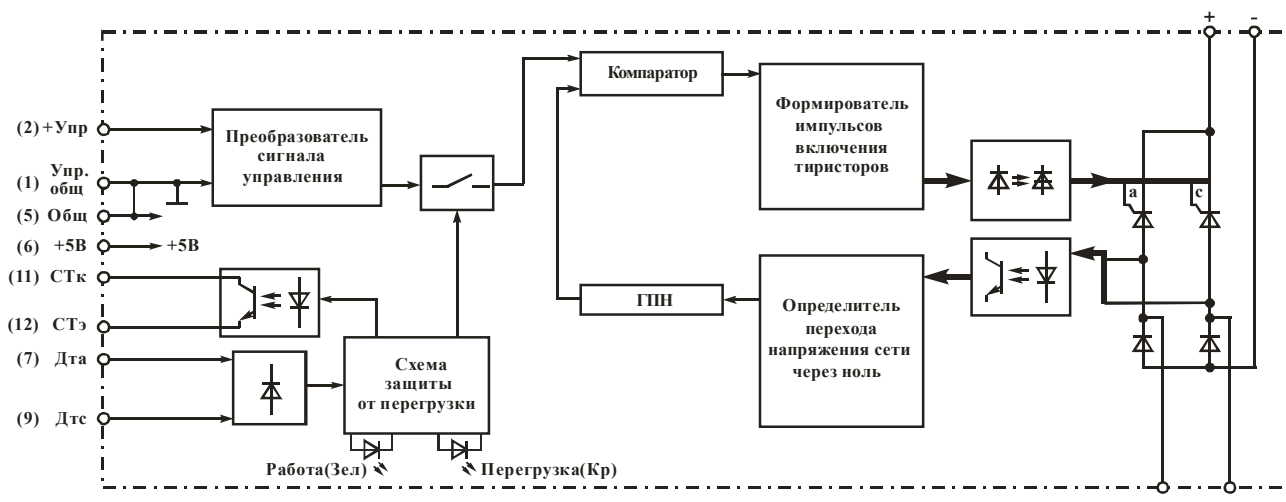 + -
Компаратор
Формирователь
импульсов
включения
тиристоров
(2) +Упр
Преобразователь
сигнала
управления
(1) Упр.
общ
(5) Общ
(6) +5В
+5В
(11) СТк
(12) СТэ
(7) Дта
(9) Дтс
Схема
защиты
от перегрузки
Работа(Зел)
Перегрузка(Кр)
ГПН
Определитель
перехода
напряжения сети
через ноль
а с